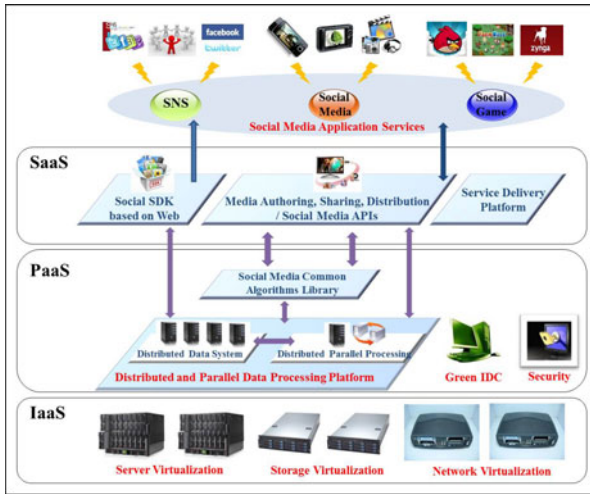 facebook
twitter
zynga
SNS
Social
Media
Social
Game
Social Media Application Services
SaaS
Social SDK
based on Web
Media Authoring, Sharing, Distribution
/ Social Media APIs
Service Delivery
Platform
PaaS
Social Media Common
Algorithms Library
Distributed Data System
Distributed Parallel Processing
Distributed and Parallel Data Processing Platform
Green IDC
Security
IaaS
Server Virtualization
Storage Virtualization
Network Virtualization